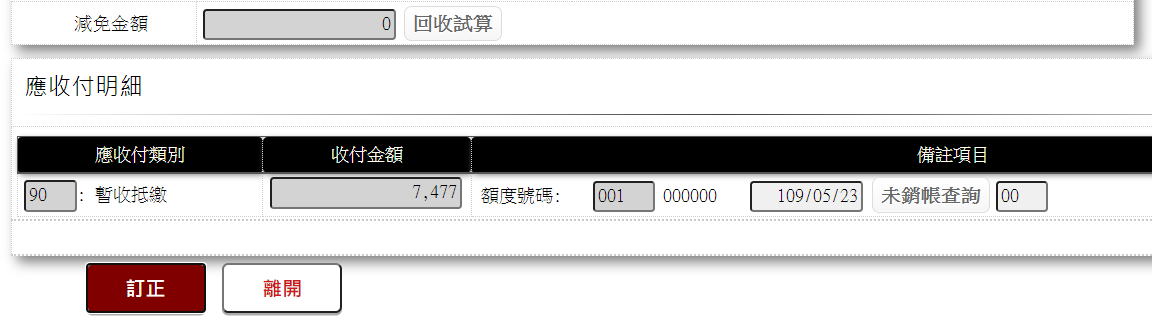 減免金額 0 回收試算
應收付明細
應收付類別 收付金額 備註項目
90 : 暫收抵繳 7,477 額度號碼: 001 000000 109/05/23 未銷帳查詢 00
訂正 離開